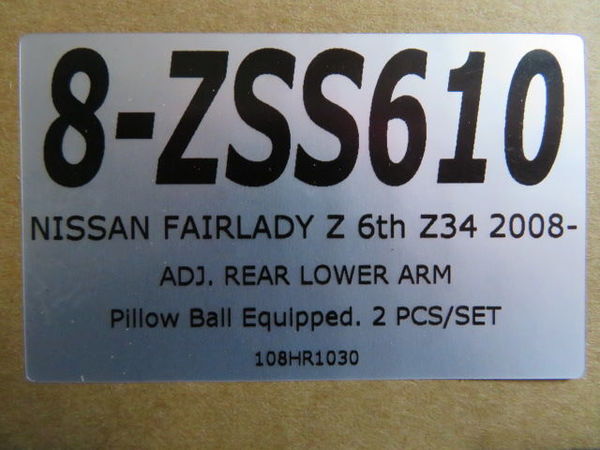 8-ZSS610
NISSAN FAIRLADY Z 6th Z34 2008-
ADJ. REAR LOWER ARM
Pillow Ball Equipped. 2 PCS/SET
108HR1030